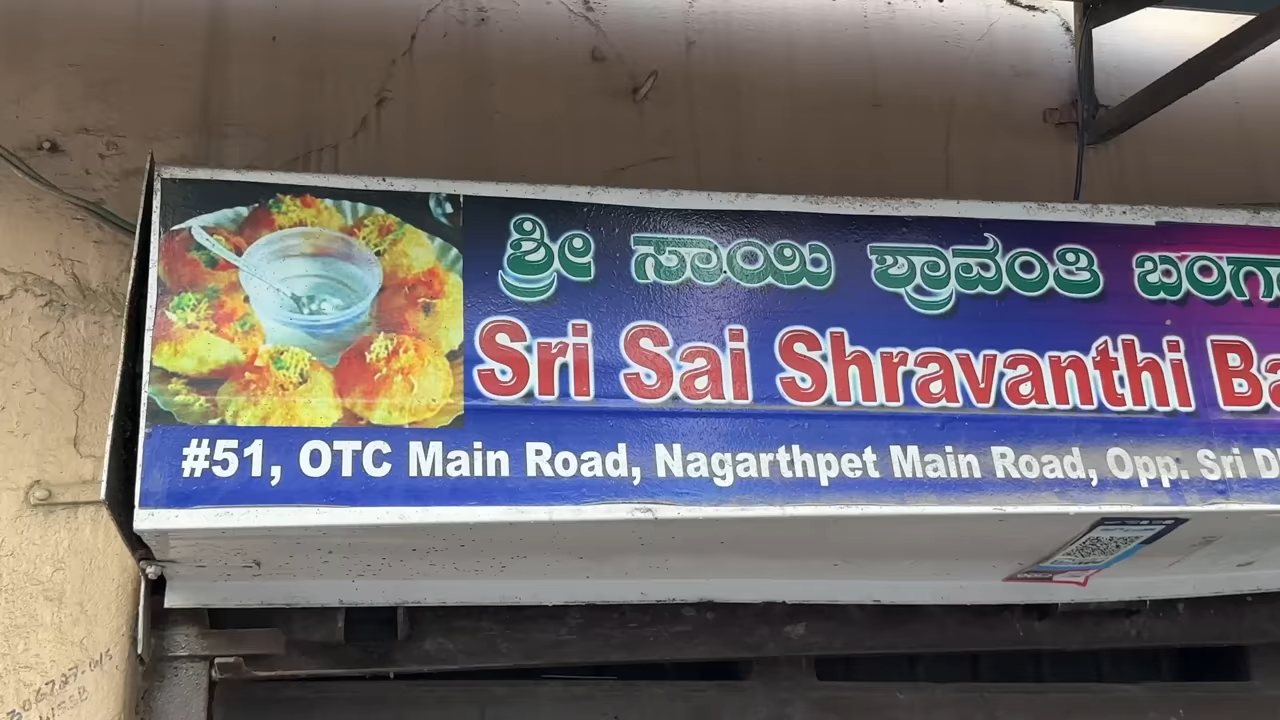 ಶ್ರೀ ಸಾಯಿ ಶ್ರಾವಂತಿ ಬಂಗಾ
Sri Sai Shravanthi Ba
#51, OTC Main Road, Nagarthpet Main Road, Opp. Sri D